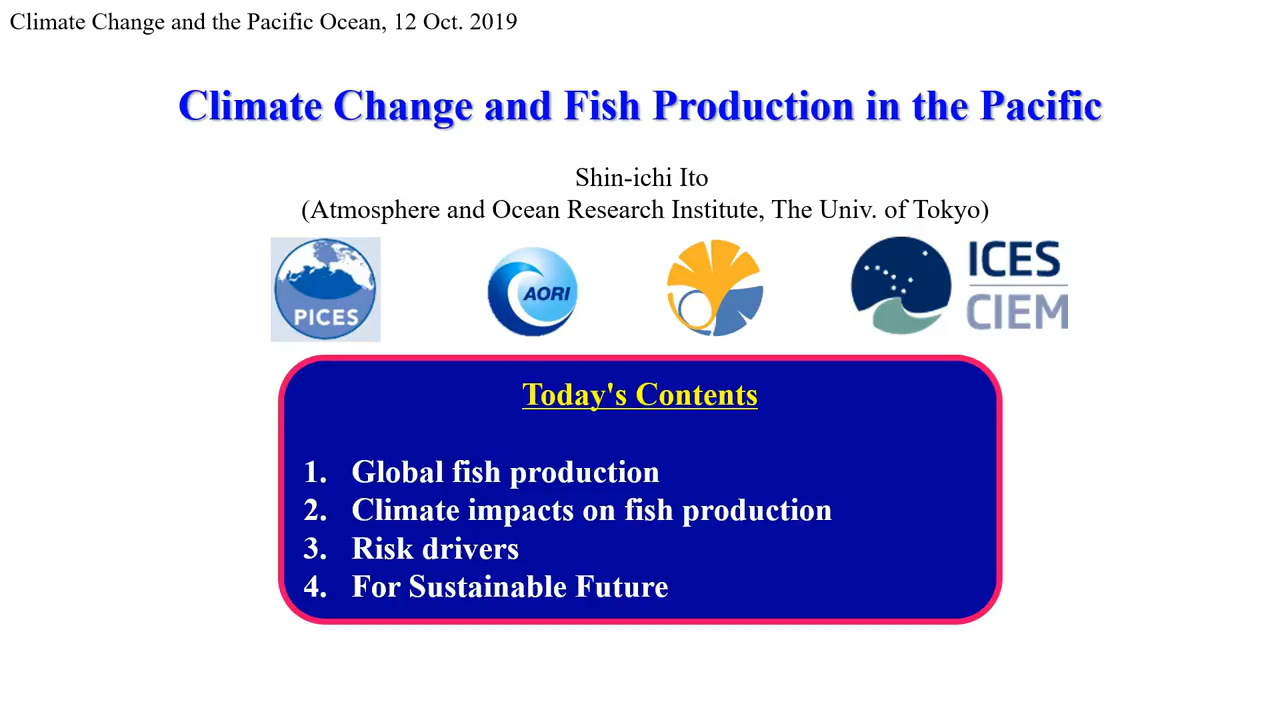 Climate Change and the Pacific Ocean, 12 Oct. 2019
Climate Change and Fish Production in the Pacific
Shin-ichi Ito
(Atmosphere and Ocean Research Institute, The Univ. of Tokyo)
PICES
AORI
ICES
CIEM
Today's Contents
1. Global fish production
2. Climate impacts on fish production
3. Risk drivers
4. For Sustainable Future